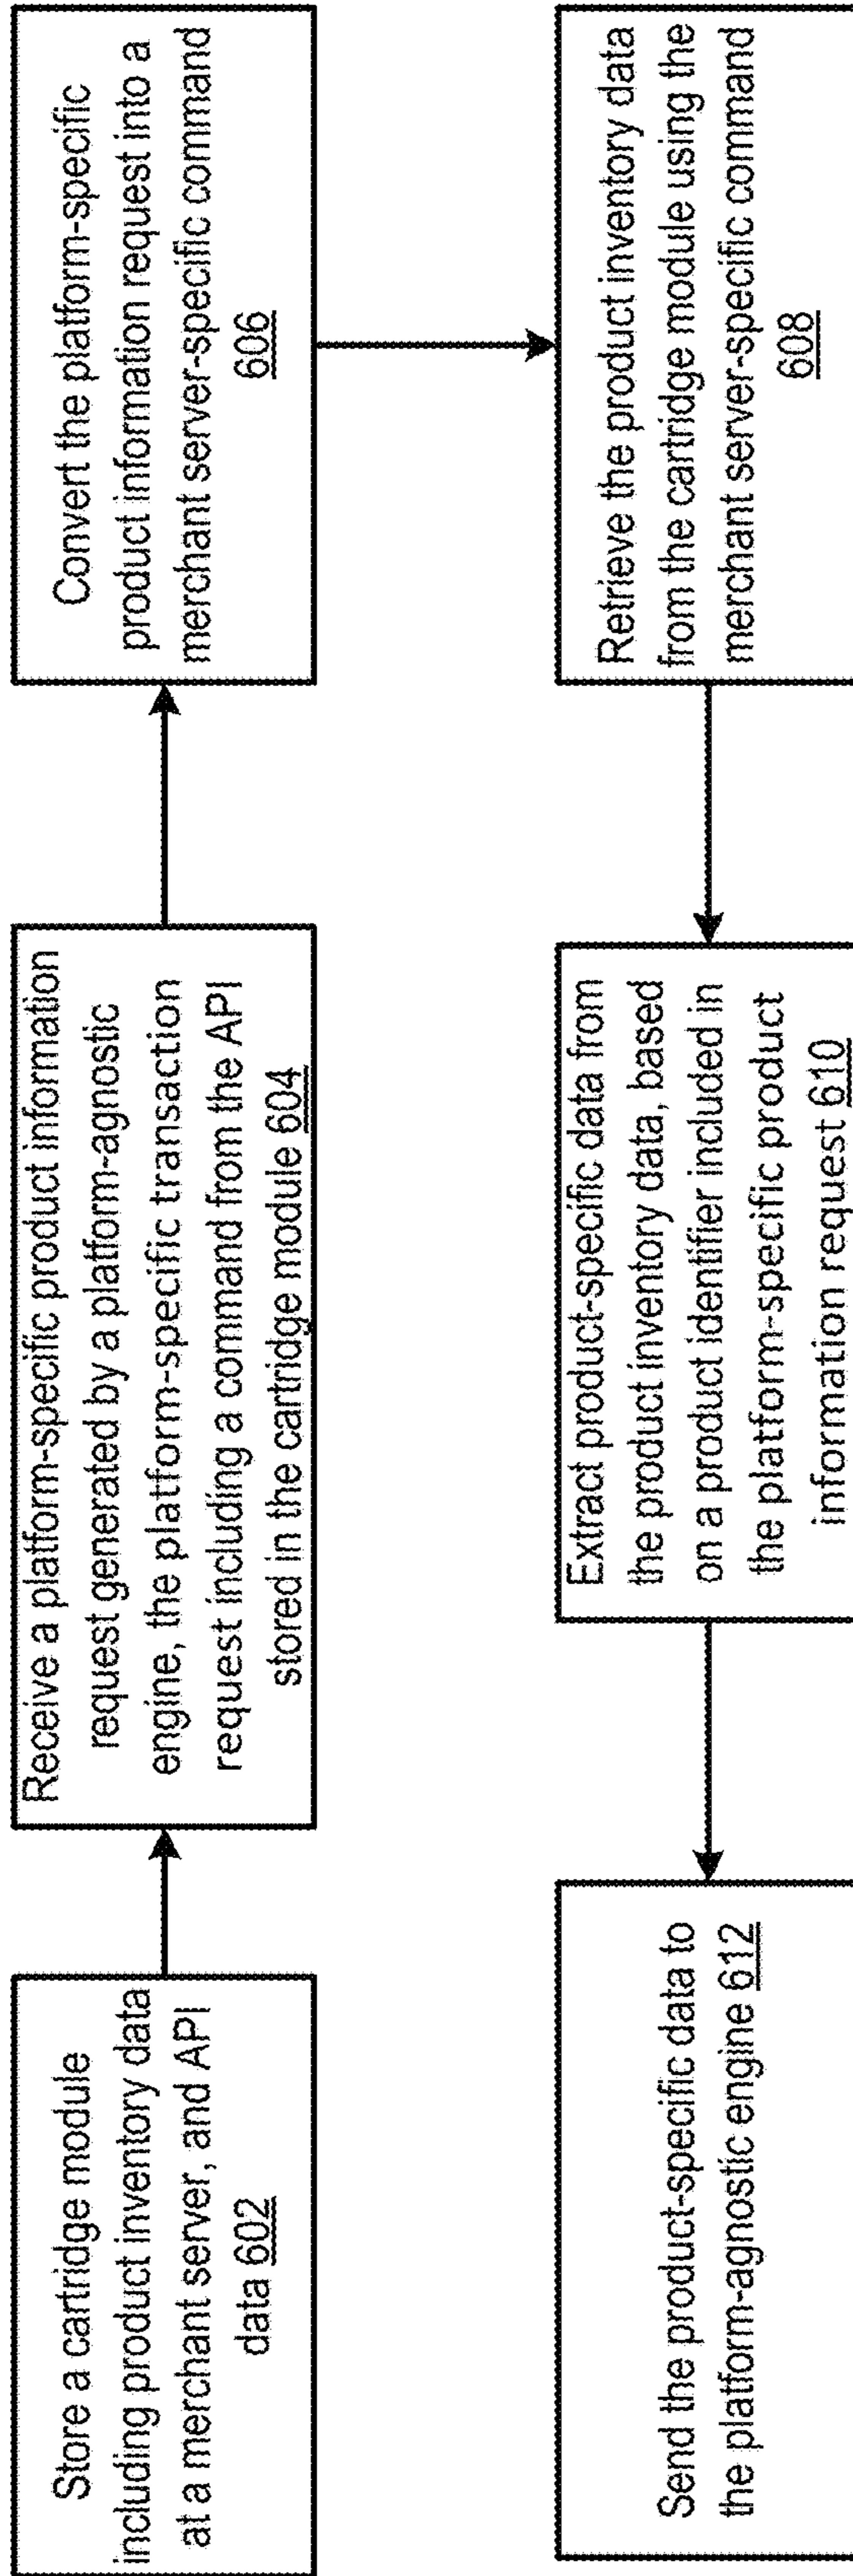 Store a cartridge module
including product inventory data
at a merchant server, and API
data 602
Receive a platform-specific product information
request generated by a platform-agnostic
engine, the platform-specific transaction
request including a command from the API
stored in the cartridge module 604
Convert the platform-specific
product information request into a
merchant server-specific command
606
Retrieve the product inventory data
from the cartridge module using the
merchant server-specific command
608
Extract product-specific data from
the product inventory data, based
on a product identifier included in
the platform-specific product
information request 610
Send the product-specific data to
the platform-agnostic engine 612